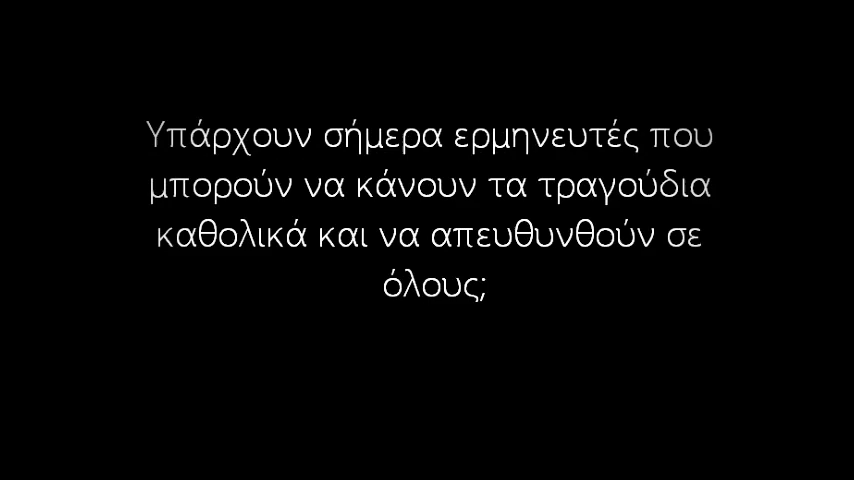 Υπάρχουν σήμερα ερμηνευτές που
μπορούν να κάνουν τα τραγούδια
καθολικά και να απευθυνθούν σε
όλους;